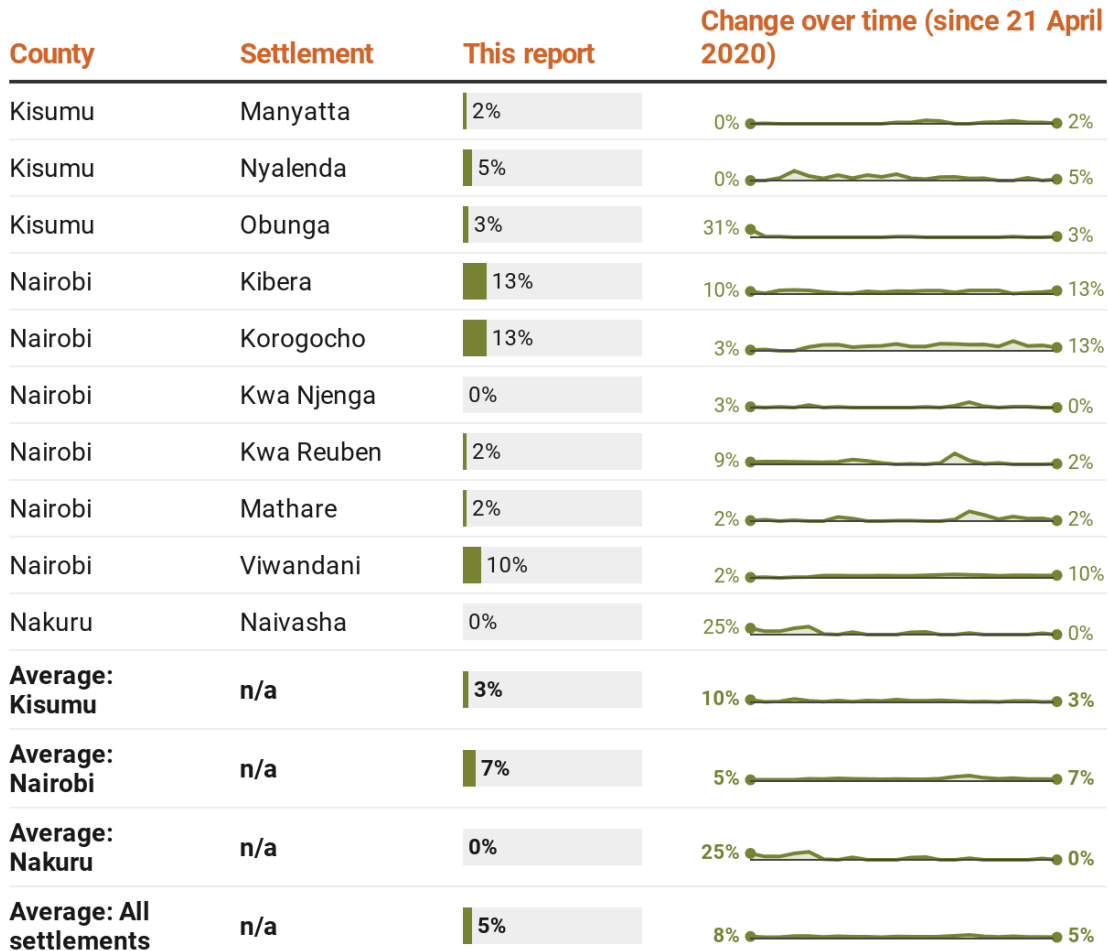 County Settlement This report Change over time (since 21 April
2020)
Kisumu Manyatta 2% 0% 2%
Kisumu Nyalenda 5% 0% 5%
Kisumu Obunga 3% 31% 3%
Nairobi Kibera 13% 10% 13%
Nairobi Korogocho 13% 3% 13%
Nairobi Kwa Njenga 0% 3% 0%
Nairobi Kwa Reuben 2% 9% 2%
Nairobi Mathare 2% 2% 2%
Nairobi Viwandani 10% 2% 10%
Nakuru Naivasha 0% 25% 0%
Average:
Kisumu n/a 3% 10% 3%
Average:
Nairobi n/a 7% 5% 7%
Average:
Nakuru n/a 0% 25% 0%
Average: All
settlements n/a 5% 8% 5%